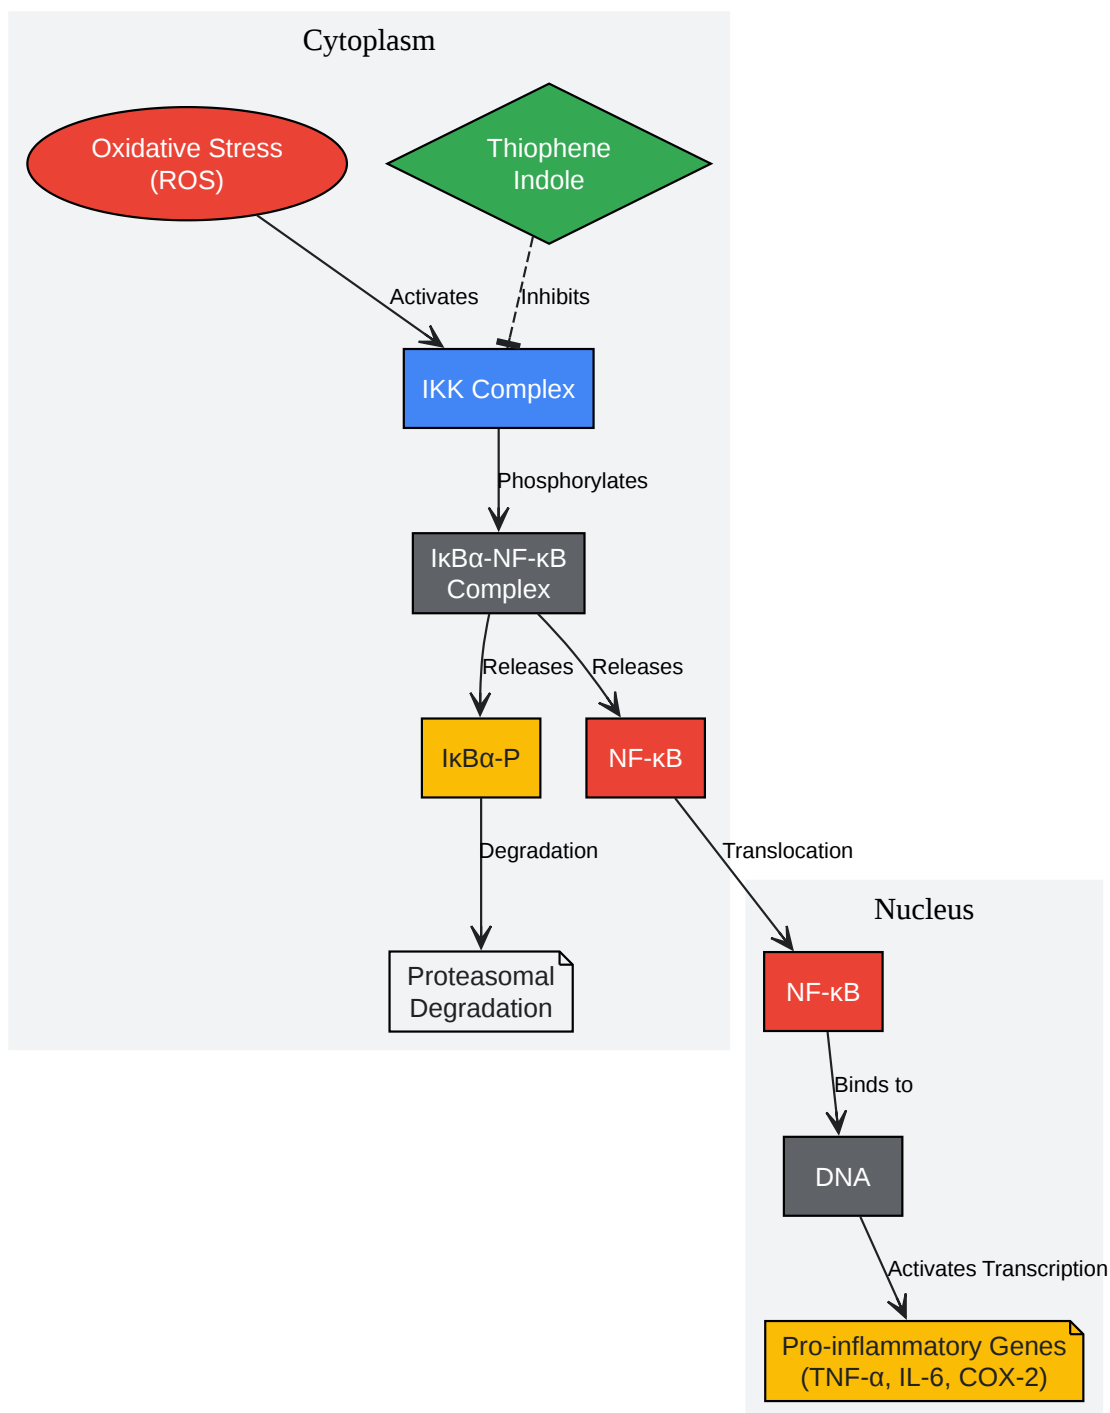 Cytoplasm
Oxidative Stress
(ROS)
Thiophene
Indole
Activates
Inhibits
IKK Complex
Phosphorylates
IκBα-NF-κB
Complex
Releases
Releases
IκBα-P
NF-κB
Degradation
Translocation
Proteasomal
Degradation
Nucleus
NF-κB
Binds to
DNA
Activates Transcription
Pro-inflammatory Genes
(TNF-α, IL-6, COX-2)